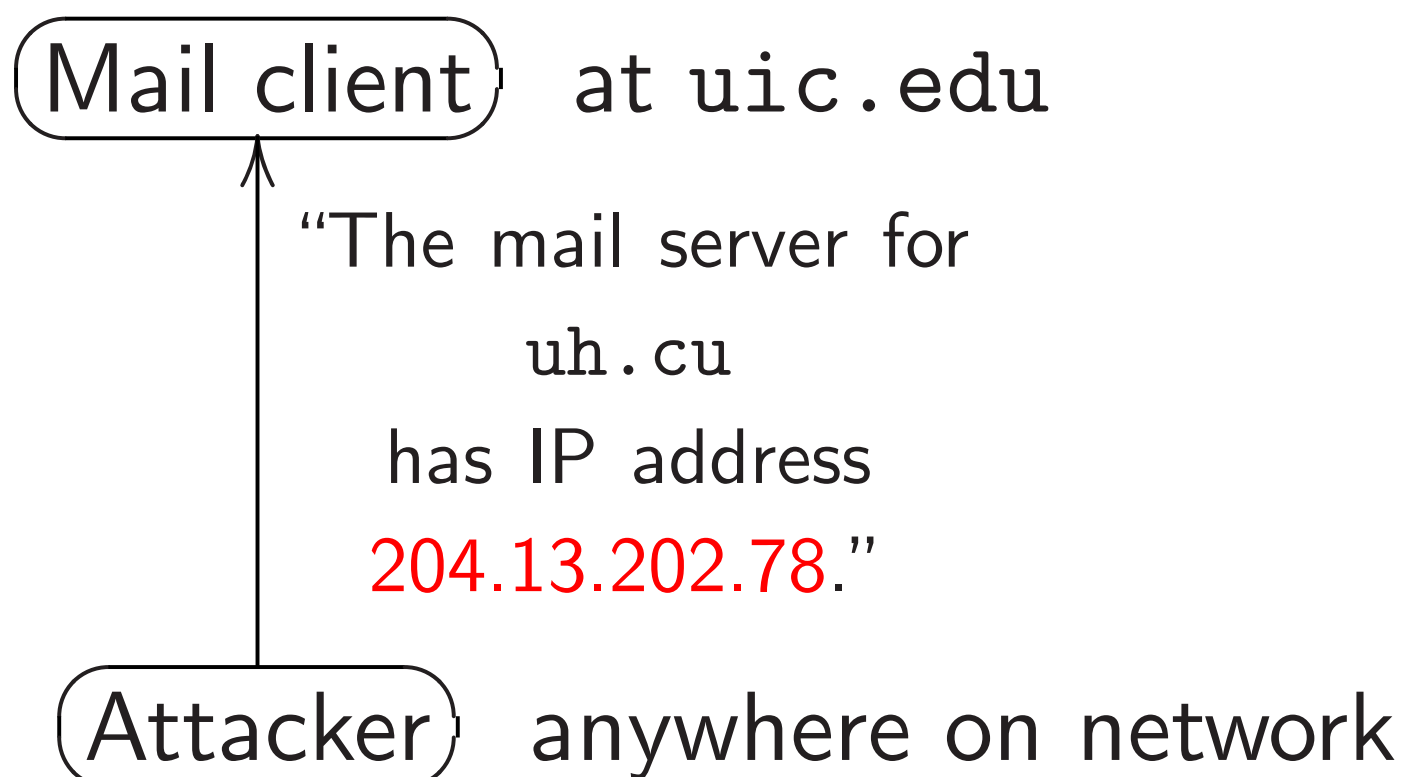 Mail client at uic.edu
“The mail server for
uh.cu
has IP address
204.13.202.78.”
Attacker anywhere on network